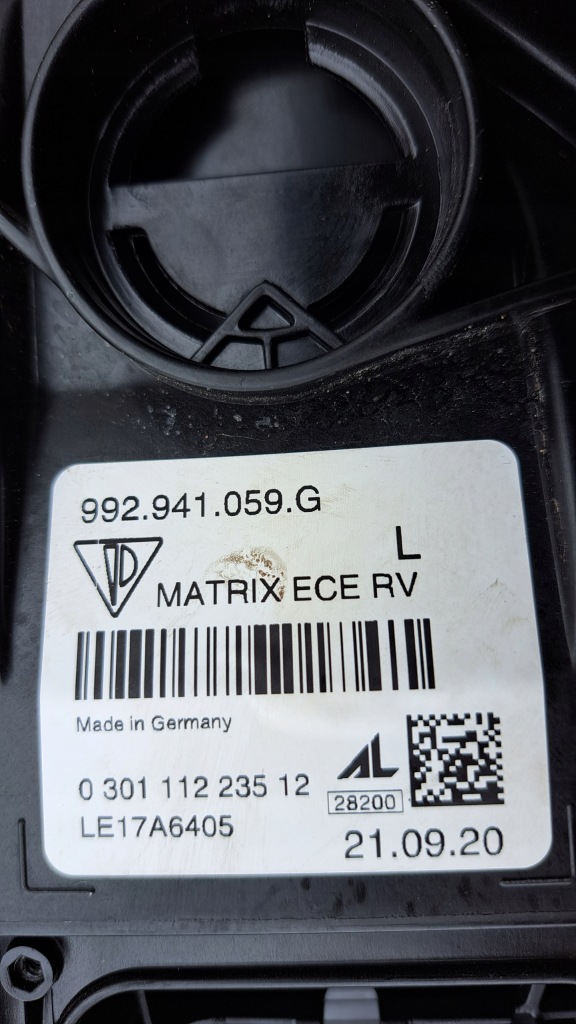 992.941.059.G
L
MATRIX ECE RV
Made in Germany
AL
0 301 112 235 12
28200
LE17A6405
21.09.20